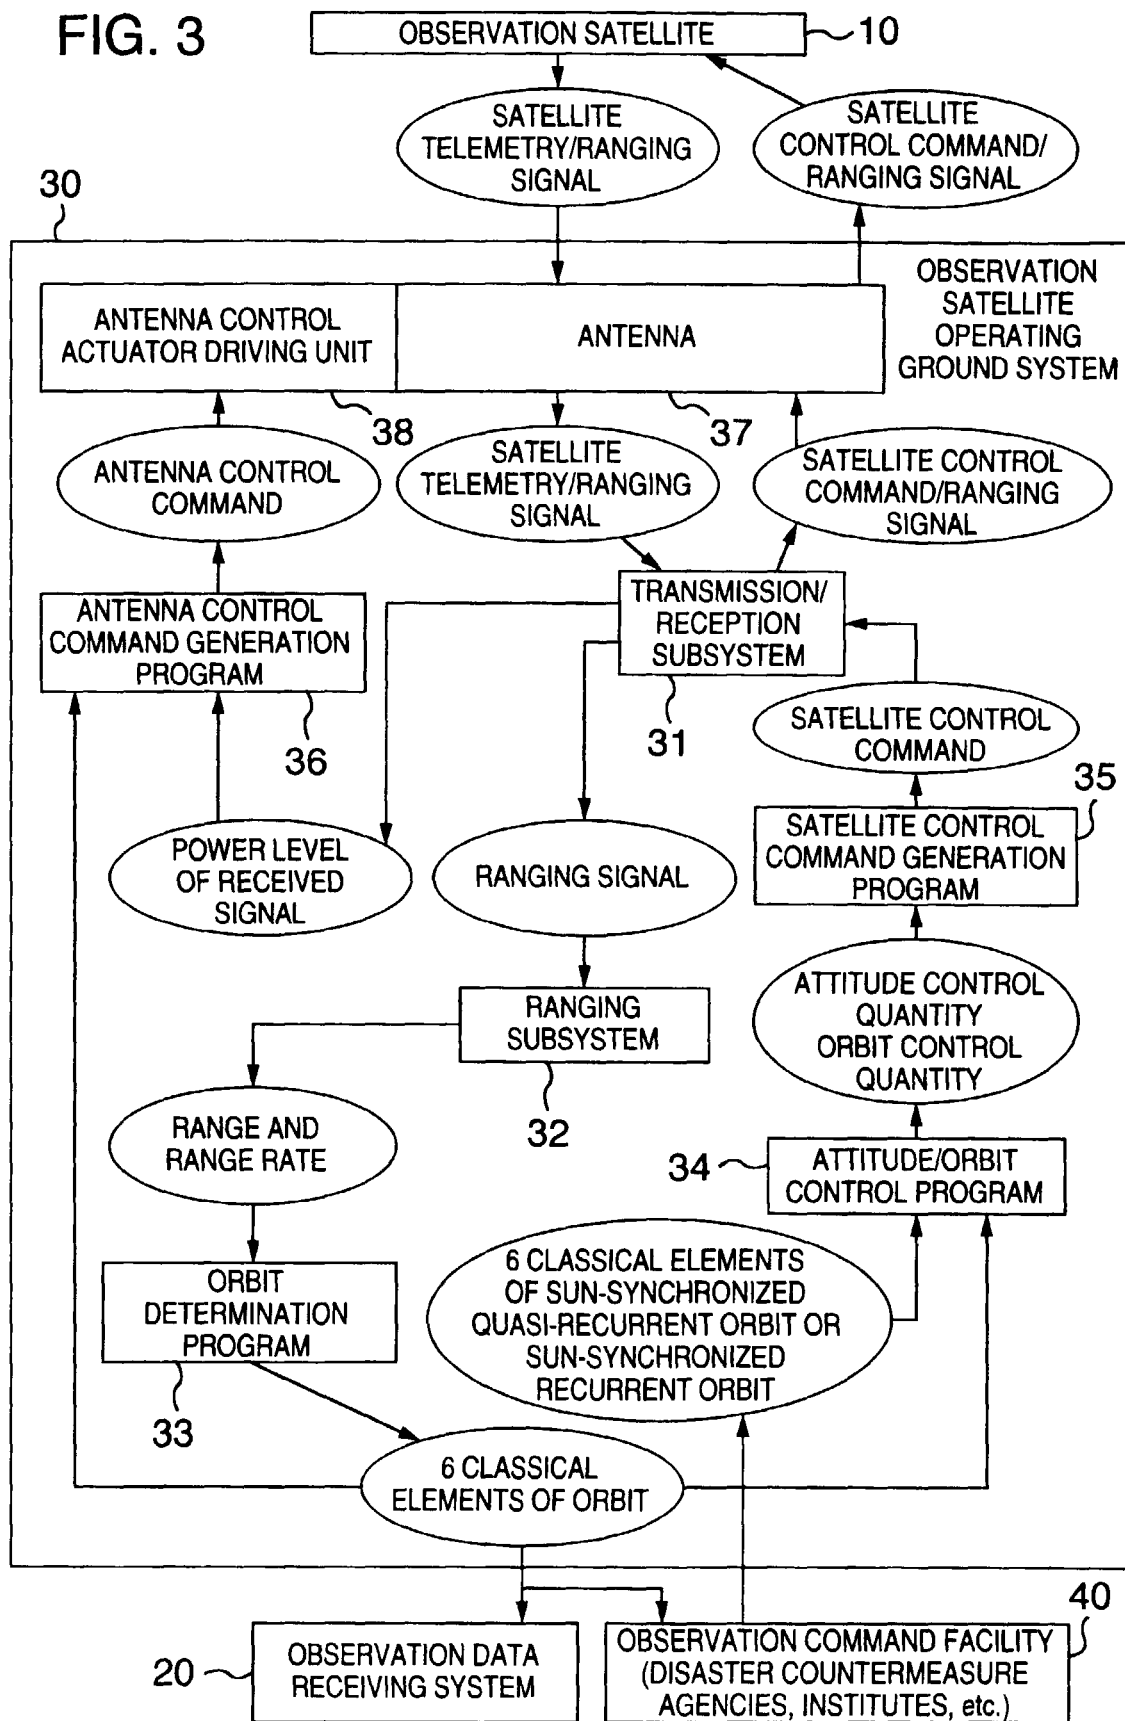 FIG. 3
OBSERVATION SATELLITE
10
SATELLITE
TELEMETRY/RANGING
SIGNAL
SATELLITE
CONTROL COMMAND/
RANGING SIGNAL
30
OBSERVATION
SATELLITE
OPERATING
GROUND SYSTEM
ANTENNA CONTROL
ACTUATOR DRIVING UNIT
ANTENNA
38
37
ANTENNA CONTROL
COMMAND
SATELLITE
TELEMETRY/RANGING
SIGNAL
SATELLITE CONTROL
COMMAND/RANGING
SIGNAL
ANTENNA CONTROL
COMMAND GENERATION
PROGRAM
36
TRANSMISSION/
RECEPTION
SUBSYSTEM
31
SATELLITE CONTROL
COMMAND
35
SATELLITE CONTROL
COMMAND GENERATION
PROGRAM
POWER LEVEL
OF RECEIVED
SIGNAL
RANGING SIGNAL
ATTITUDE CONTROL
QUANTITY
ORBIT CONTROL
QUANTITY
RANGING
SUBSYSTEM
32
RANGE AND
RANGE RATE
34
ATTITUDE/ORBIT
CONTROL PROGRAM
ORBIT
DETERMINATION
PROGRAM
33
6 CLASSICAL ELEMENTS
OF SUN-SYNCHRONIZED
QUASI-RECURRENT ORBIT OR
SUN-SYNCHRONIZED
RECURRENT ORBIT
6 CLASSICAL
ELEMENTS OF ORBIT
40
20
OBSERVATION DATA
RECEIVING SYSTEM
OBSERVATION COMMAND FACILITY
(DISASTER COUNTERMEASURE
AGENCIES, INSTITUTES, etc.)